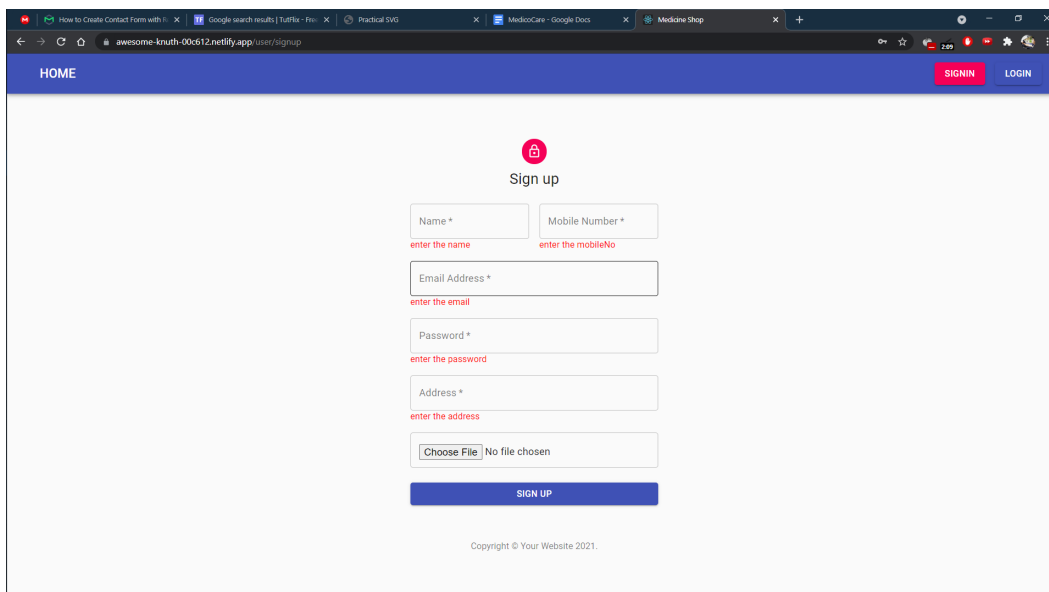 How to Create Contact Form with R
Google search results | TutFlix - Fre
Practical SVG
MedicoCare - Google Docs
Medicine Shop
awesome-knuth-00c612.netlify.app/user/signup
2:09
HOME
SIGNIN
LOGIN
Sign up
Name *
Mobile Number *
enter the name
enter the mobileNo
Email Address *
enter the email
Password *
enter the password
Address *
enter the address
Choose File No file chosen
SIGN UP
Copyright © Your Website 2021.